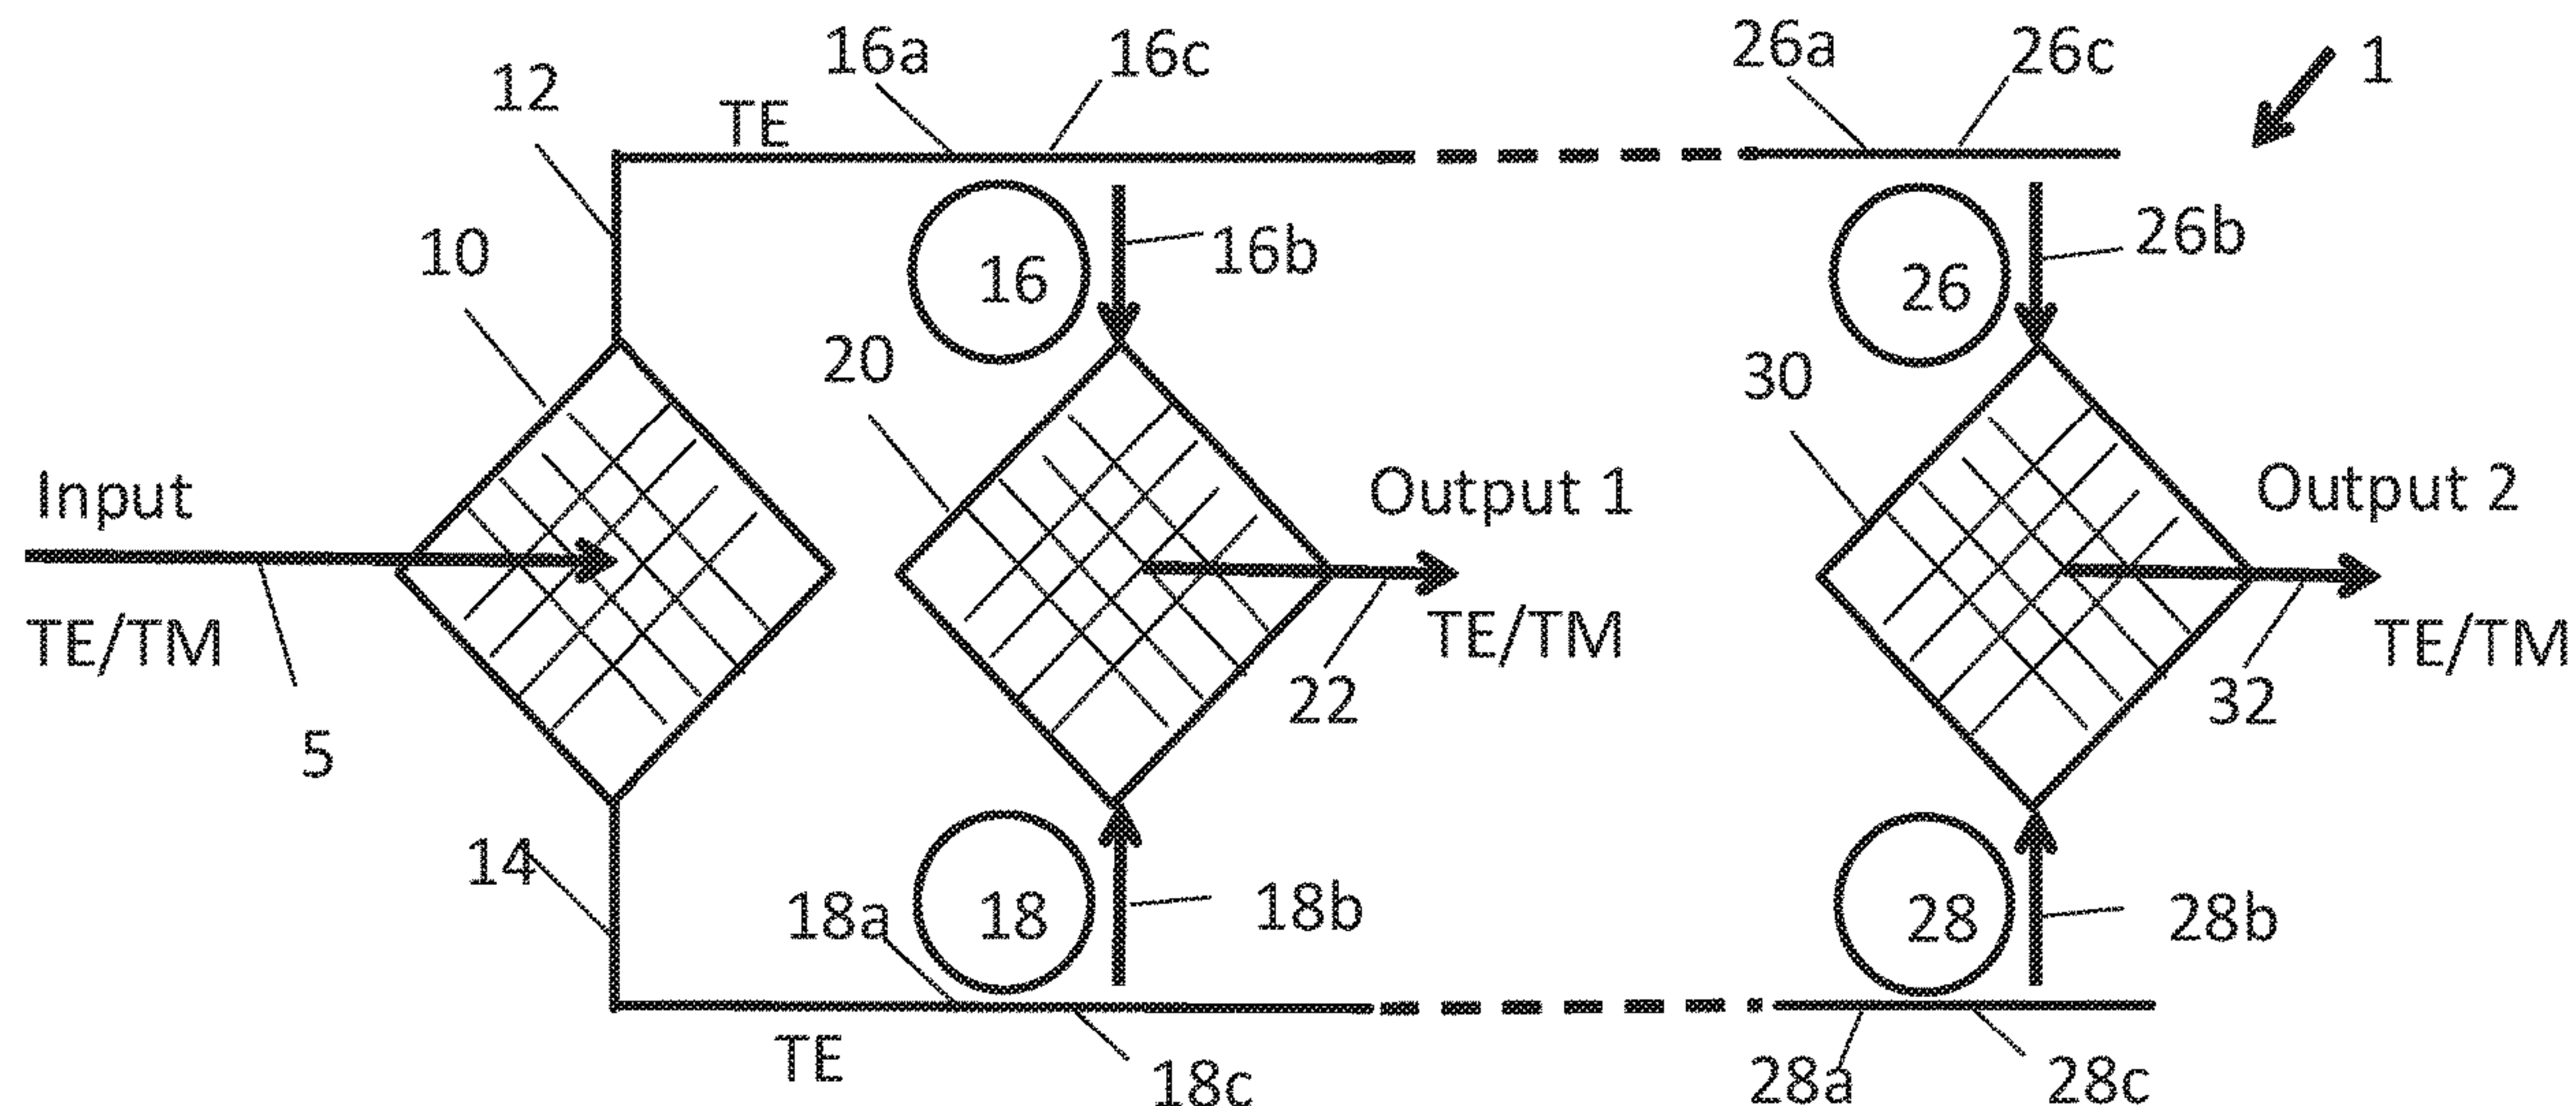 16a 16c 26a 26c 1
12 TE
10 16 16b 26 26b
20 30
Input Output 1 Output 2
TE/TM TE/TM TE/TM
22 32
5
14 18a 18 18b 28 28b
TE 18c 28a 28c